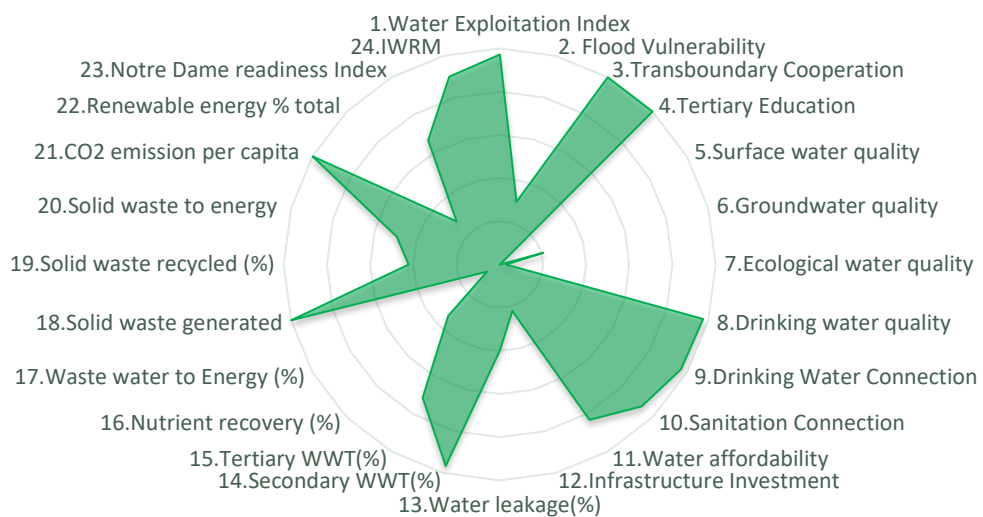 1.Water Exploitation Index
2. Flood Vulnerability
3.Transboundary Cooperation
4.Tertiary Education
5.Surface water quality
6.Groundwater quality
7.Ecological water quality
8.Drinking water quality
9.Drinking Water Connection
10.Sanitation Connection
11.Water affordability
12.Infrastructure Investment
13.Water leakage(%)
14.Secondary WWT(%)
15.Tertiary WWT(%)
16.Nutrient recovery (%)
17.Waste water to Energy (%)
18.Solid waste generated
19.Solid waste recycled (%)
20.Solid waste to energy
21.CO2 emission per capita
22.Renewable energy % total
23.Notre Dame readiness Index
24.IWRM